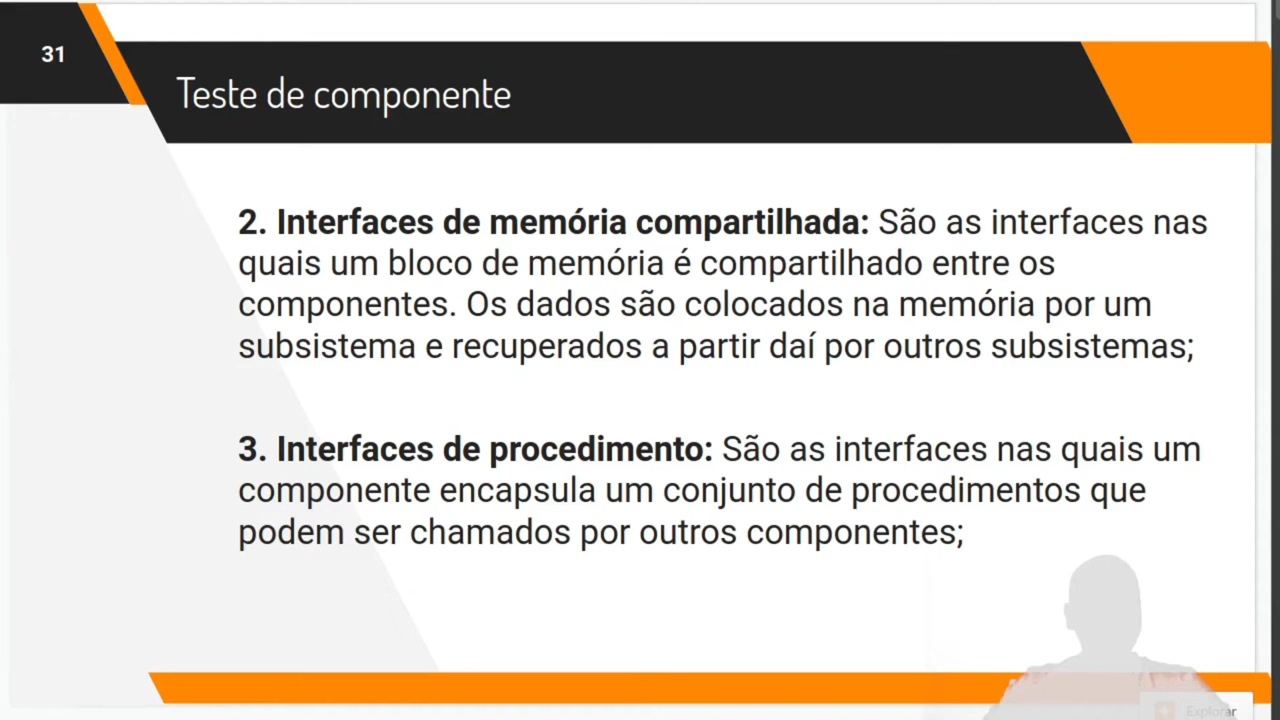 31
Teste de componente
2. Interfaces de memória compartilhada: São as interfaces nas
quais um bloco de memória é compartilhado entre os
componentes. Os dados são colocados na memória por um
subsistema e recuperados a partir daí por outros subsistemas;
3. Interfaces de procedimento: São as interfaces nas quais um
componente encapsula um conjunto de procedimentos que
podem ser chamados por outros componentes;
Explorar